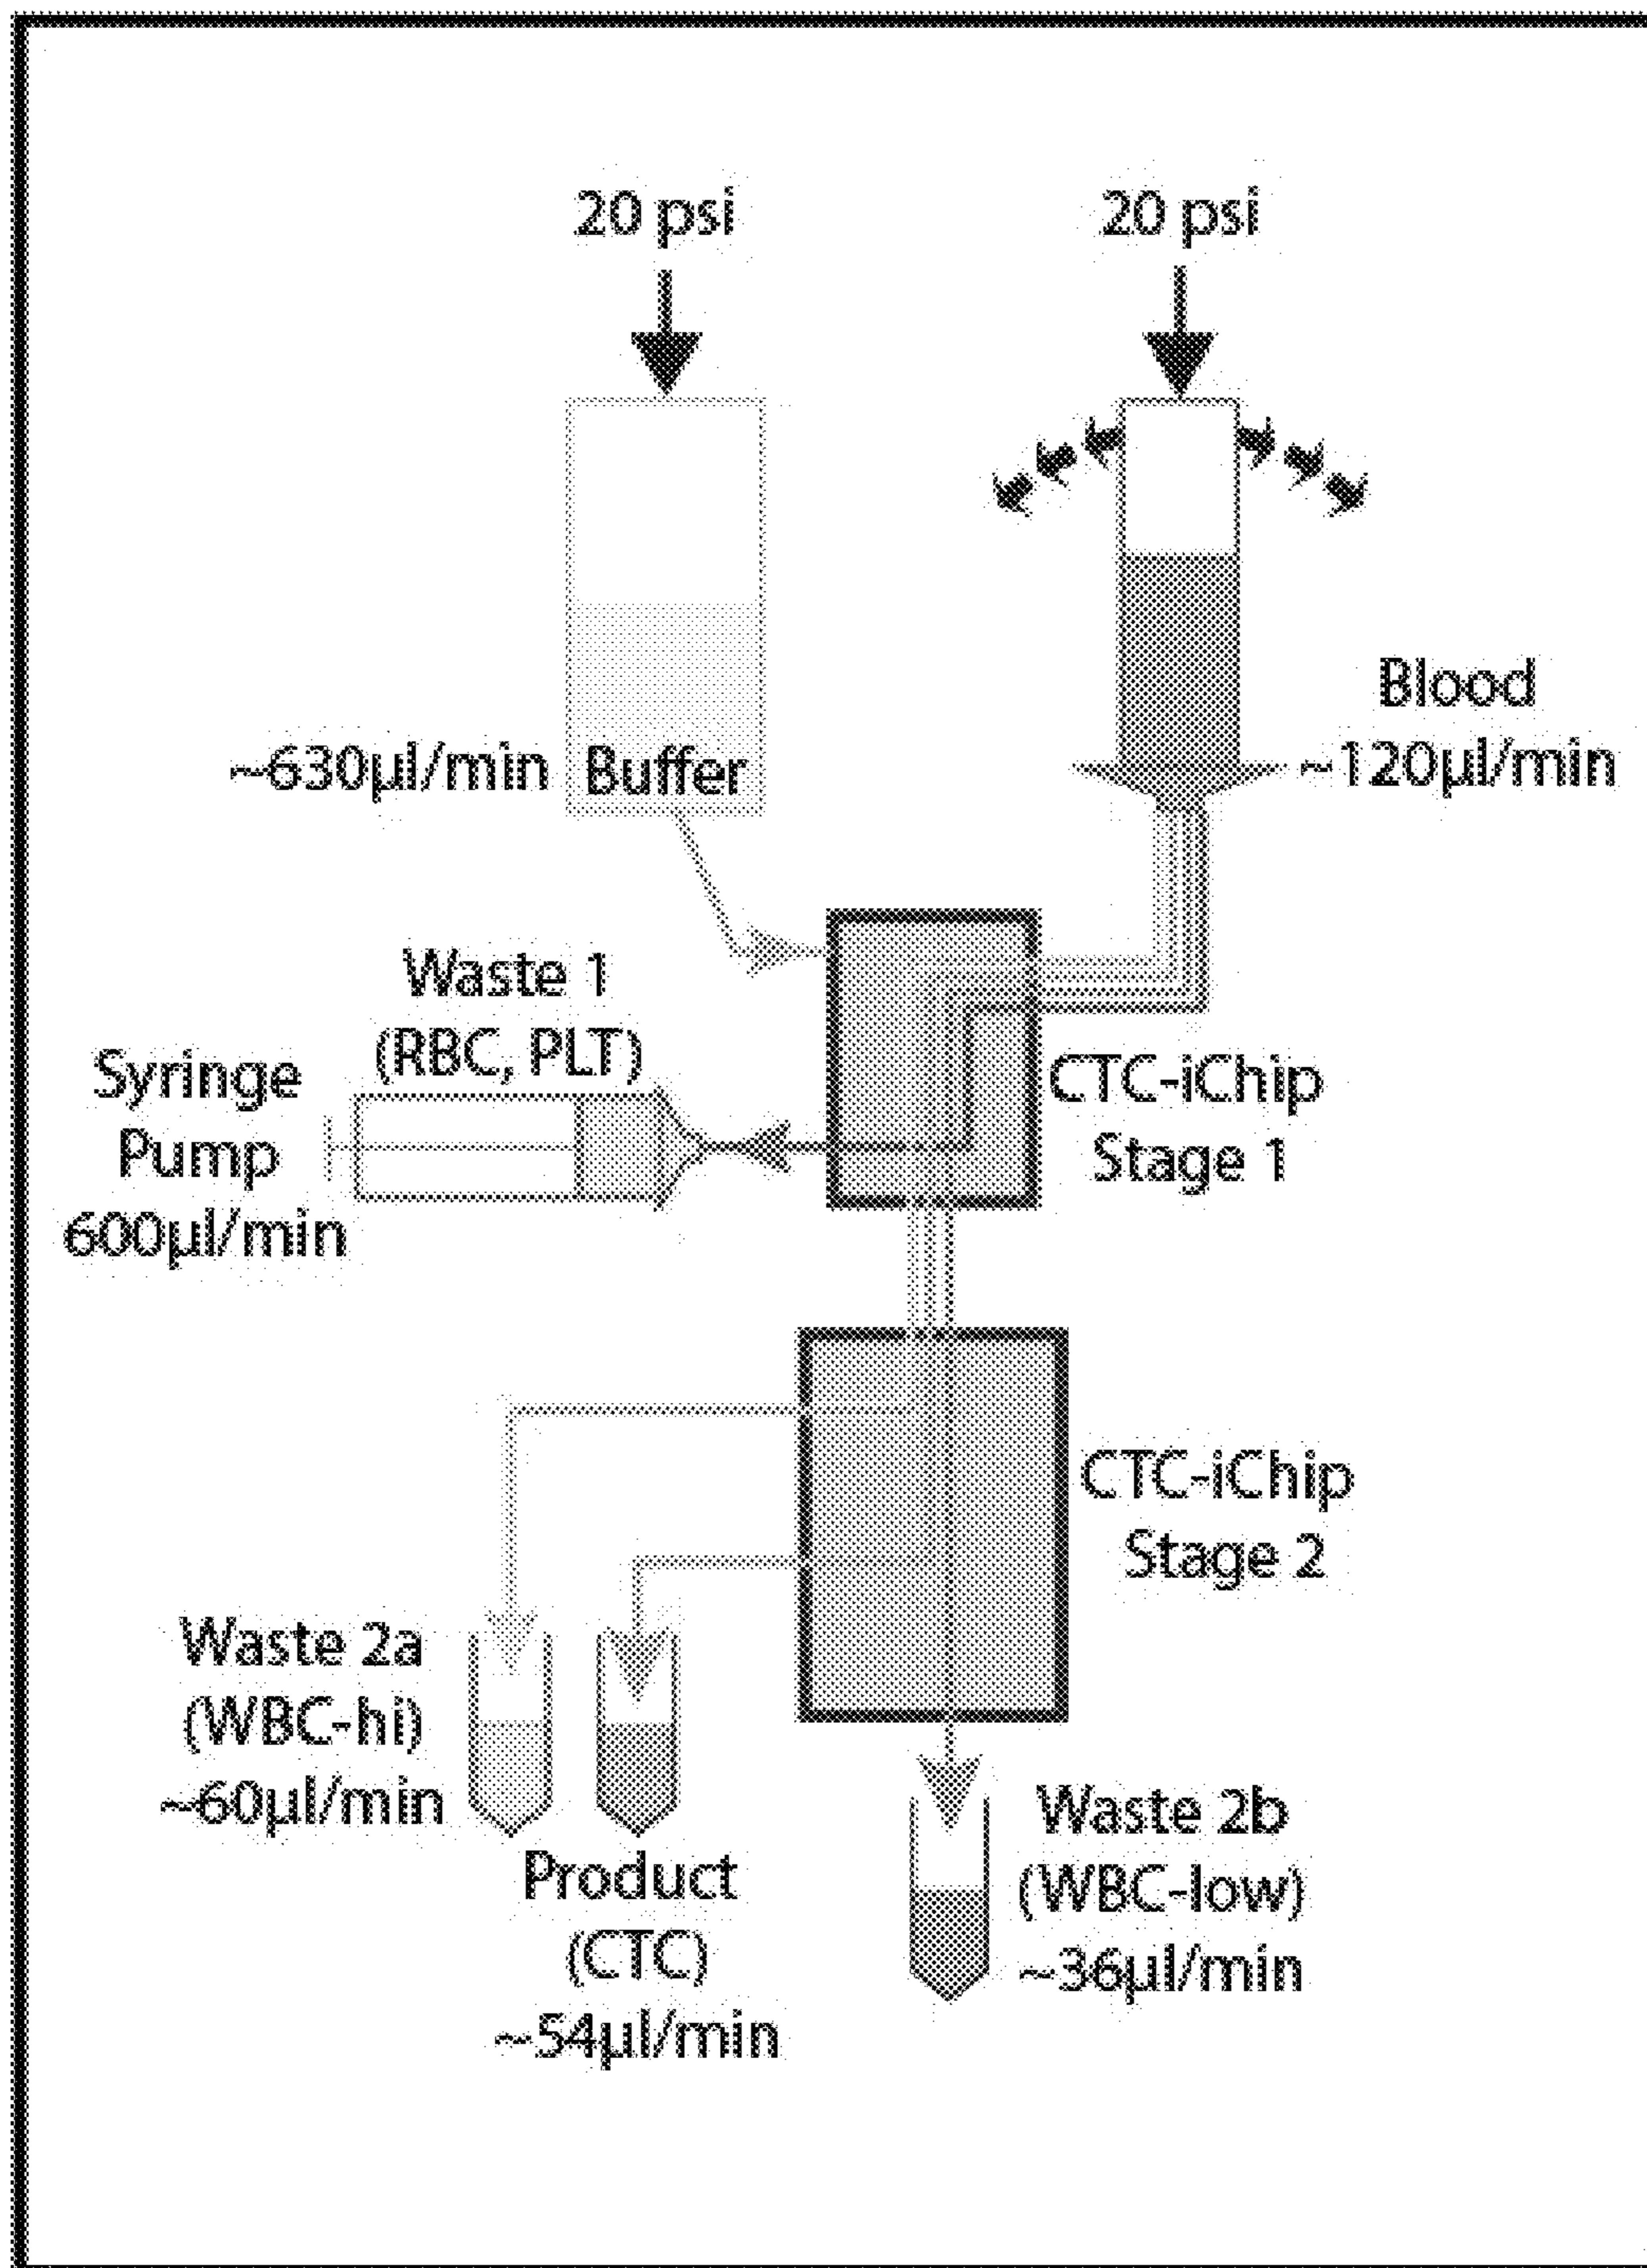 20 psi
20 psi
Blood
~120µl/min
~630µl/min
Buffer
Waste 1
(RBC, PLT)
Syringe
Pump
600µl/min
CTC-iChip
Stage 1
CTC-iChip
Stage 2
Waste 2a
(WBC-hi)
~60µl/min
Product
(CTC)
~54µl/min
Waste 2b
(WBC-low)
~36µl/min